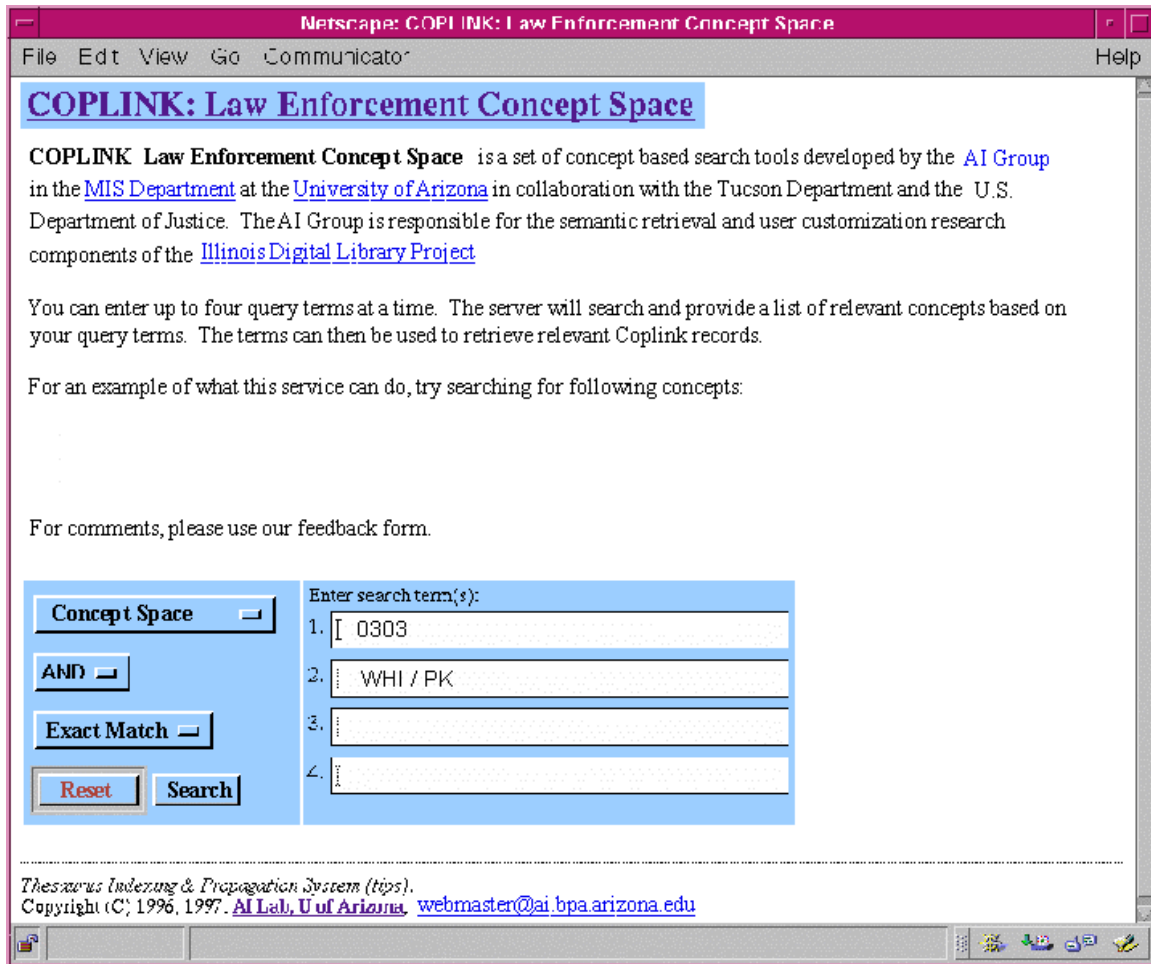 Netscape: COPLINK: Law Enforcement Concept Space
File Edit View Go Communicator Help
COPLINK: Law Enforcement Concept Space
COPLINK Law Enforcement Concept Space is a set of concept based search tools developed by the AI Group
in the MIS Department at the University of Arizona in collaboration with the Tucson Department and the U.S.
Department of Justice. The AI Group is responsible for the semantic retrieval and user customization research
components of the Illinois Digital Library Project
You can enter up to four query terms at a time. The server will search and provide a list of relevant concepts based on
your query terms. The terms can then be used to retrieve relevant Coplink records.
For an example of what this service can do, try searching for following concepts:
For comments, please use our feedback form.
Concept Space
AND
Exact Match
Reset Search
Enter search term(s):
1. 0303
2. WHI / PK
3.
4.
Thesaurus Indexing & Propagation System (tips).
Copyright (C) 1996, 1997. AI Lab, U of Arizona, webmaster@ai.bpa.arizona.edu